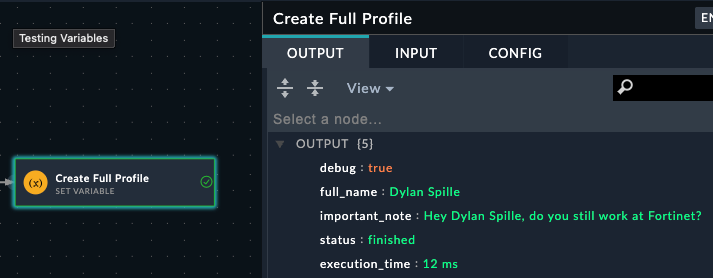 Testing Variables
Create Full Profile
SET VARIABLE
(x)
Create Full Profile
EN
OUTPUT
INPUT
CONFIG
View
Select a node...
OUTPUT {5}
debug : true
full_name : Dylan Spille
important_note : Hey Dylan Spille, do you still work at Fortinet?
status : finished
execution_time : 12 ms